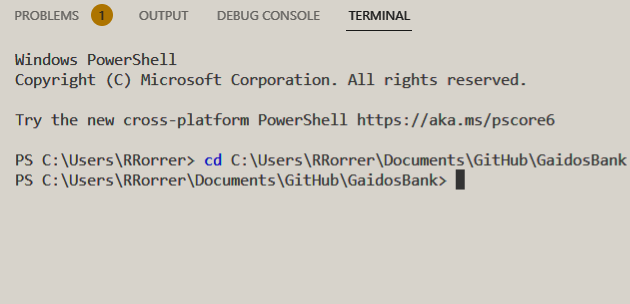 PROBLEMS 1 OUTPUT DEBUG CONSOLE TERMINAL
Windows PowerShell
Copyright (C) Microsoft Corporation. All rights reserved.
Try the new cross-platform PowerShell https://aka.ms/pscore6
PS C:\Users\RRorrer> cd C:\Users\RRorrer\Documents\GitHub\GaidosBank
PS C:\Users\RRorrer\Documents\GitHub\GaidosBank>